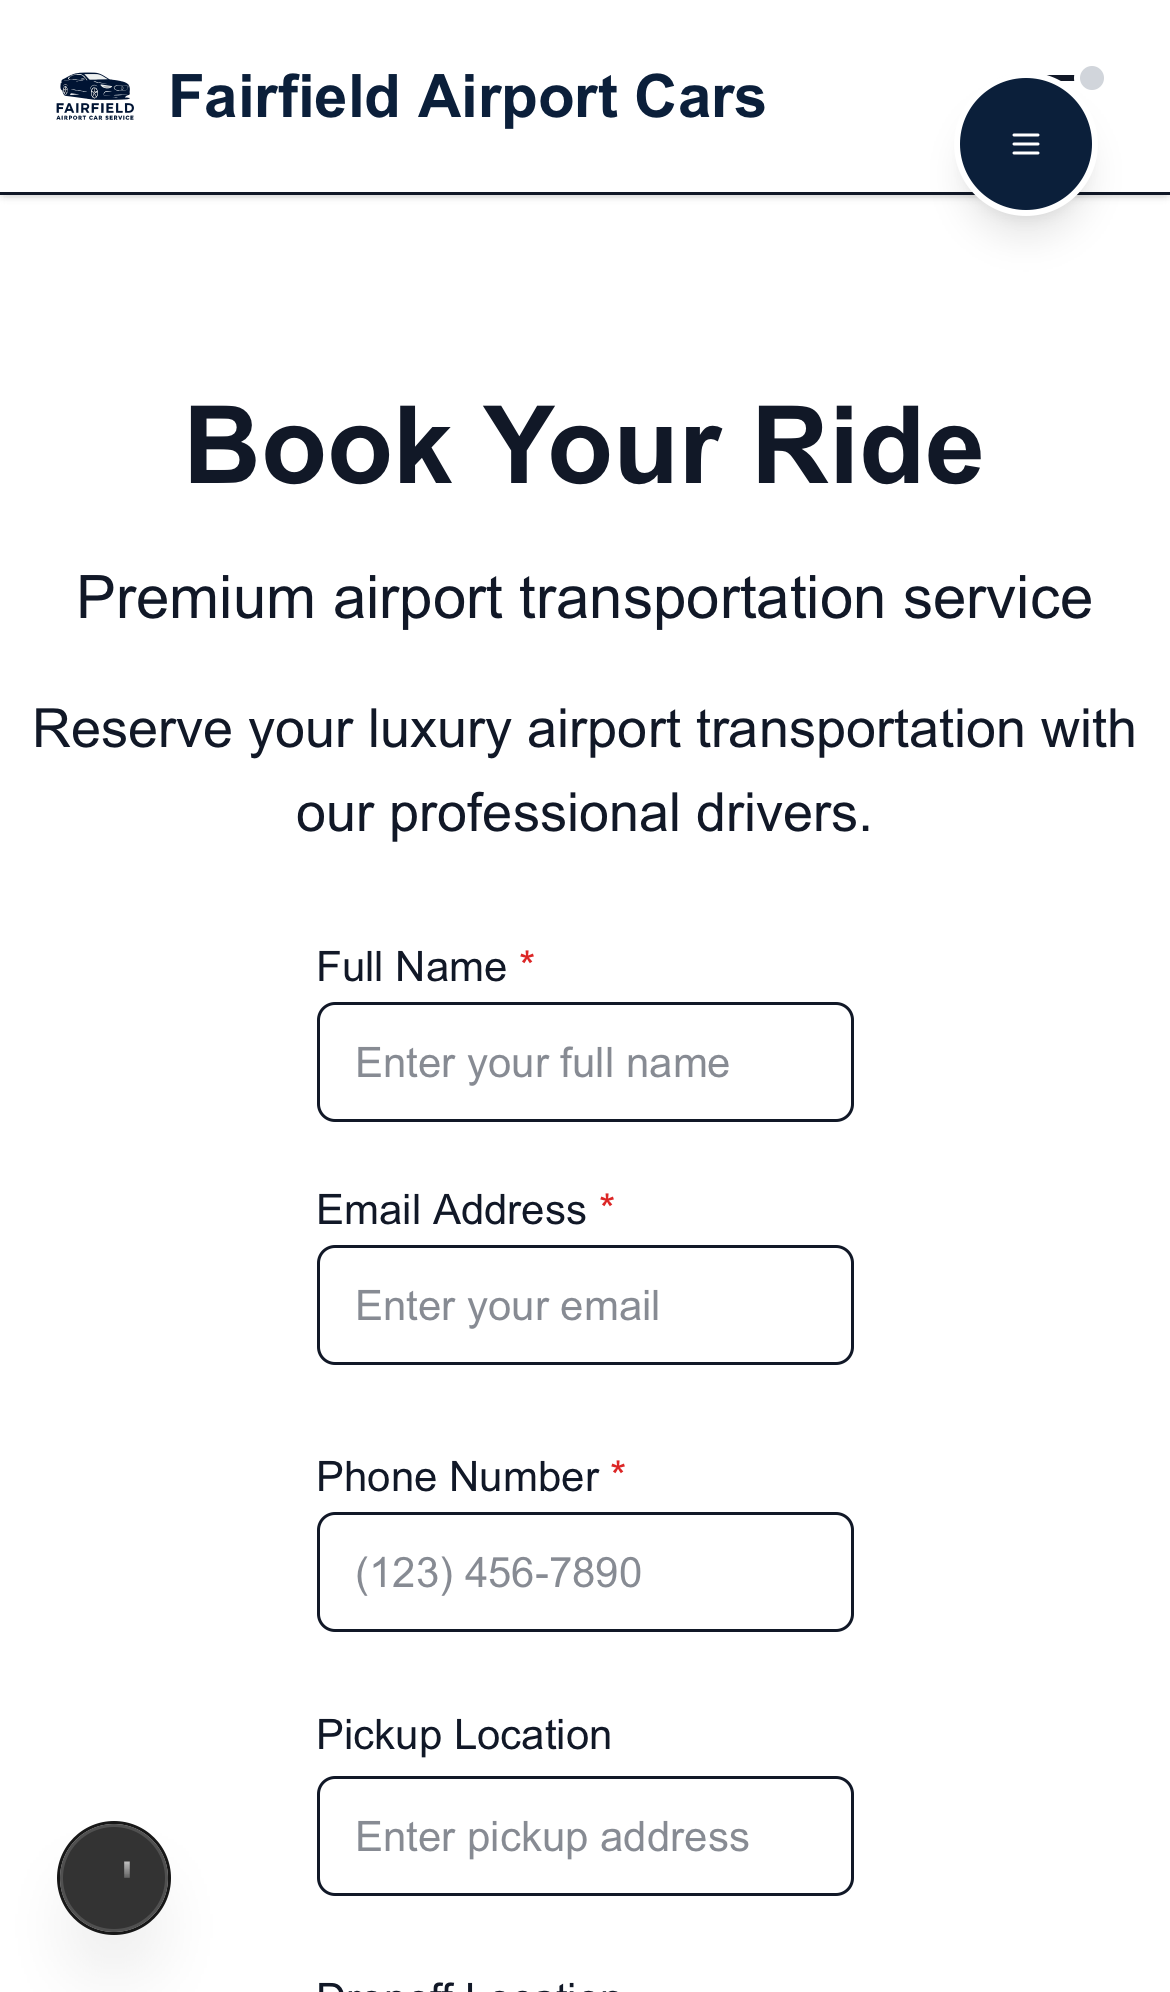 FAIRFIELD
AIRPORT CAR SERVICE
Fairfield Airport Cars
Book Your Ride
Premium airport transportation service
Reserve your luxury airport transportation with
our professional drivers.
Full Name *
Enter your full name
Email Address *
Enter your email
Phone Number *
(123) 456-7890
Pickup Location
Enter pickup address
Dropoff Location